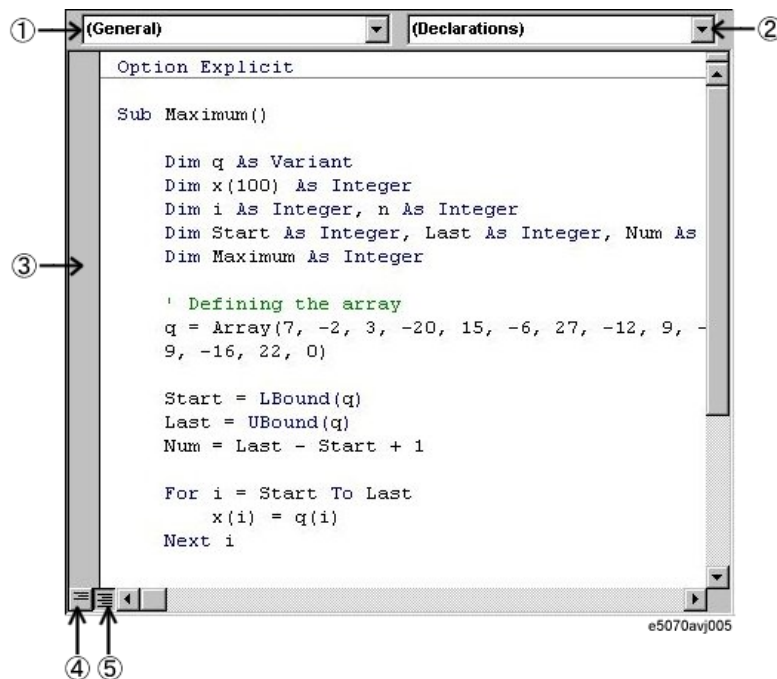 ① (General) (Declarations) ②
Option Explicit
Sub Maximum()
Dim q As Variant
Dim x(100) As Integer
Dim i As Integer, n As Integer
Dim Start As Integer, Last As Integer, Num As
③
Dim Maximum As Integer
' Defining the array
q = Array(7, -2, 3, -20, 15, -6, 27, -12, 9, -
9, -16, 22, 0)
Start = LBound(q)
Last = UBound(q)
Num = Last - Start + 1
For i = Start To Last
x(i) = q(i)
Next i
e5070avj005
④ ⑤